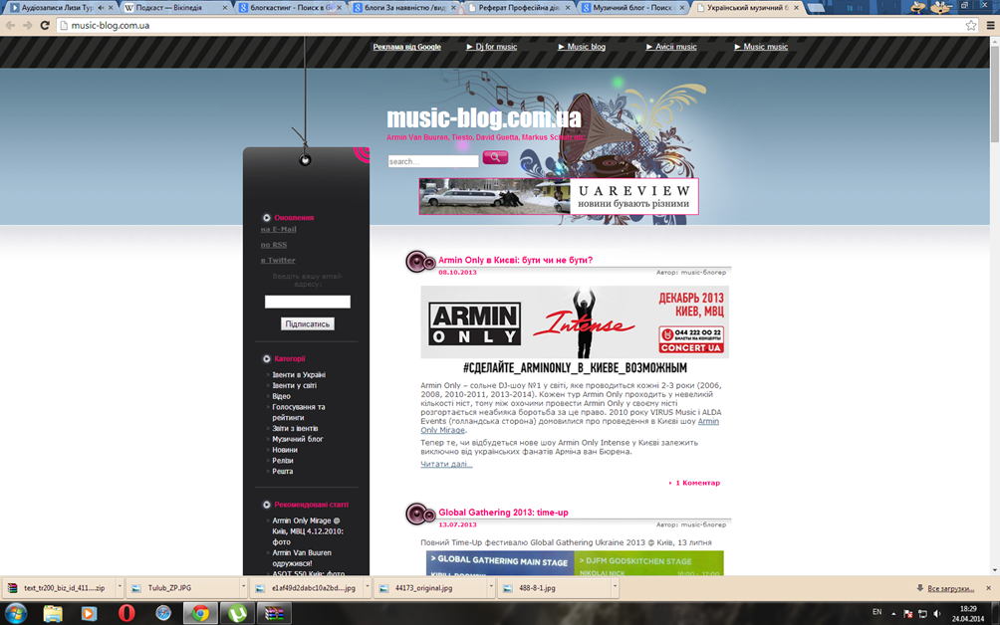 Аудіозаписи Лизи Тур
Подкаст — Вікіпедія
блогкастинг - Поиск в G
блоги За наявністю /вид
Реферат Професійна дія
Музичний блог - Поиск
Український музичний б
music-blog.com.ua
Реклама від Google
► Dj for music
► Music blog
► Avicii music
► Music music
music-blog.com.ua
Armin Van Buuren, Tiesto, David Guetta, Markus
search...
UAREVIEW
новини бувають різними
Оновлення
на E-Mail
по RSS
в Twitter
Введіть вашу email-
адресу:
Підписатись
Категорії
Івенти в Україні
Івенти у світі
Відео
Голосування та
рейтинги
Звіти з івентів
Музичний блог
Новини
Релізи
Решта
Рекомендовані статті
Armin Only Mirage @
Київ, МВЦ 4.12.2010:
фото
Armin Van Buuren
одружився!
ASOT 550 Київ: фото
Armin Only в Києві: бути чи не бути?
08.10.2013
Автор: music-блогер
ARMIN
ONLY
Intense
ДЕКАБРЬ 2013
КИЕВ, МВЦ
044 222 00 22
БИЛЕТЫ НА КОНЦЕРТЫ
CONCERT UA
#СДЕЛАЙТЕ_ARMINONLY_В_КИЕВЕ_ВОЗМОЖНЫМ
Armin Only – сольне DJ-шоу №1 у світі, яке проводиться кожні 2-3 роки (2006,
2008, 2010-2011, 2013-2014). Кожен тур Armin Only проходить у невеликій
кількості міст, тому між охочими провести Armin Only у своєму місті
розгортається неабияка боротьба за це право. 2010 року VIRUS Music і ALDA
Events (голландська сторона) домовилися про проведення в Києві шоу Armin
Only Mirage.
Тепер те, чи відбудеться нове шоу Armin Only Intense у Києві залежить
виключно від українських фанатів Арміна ван Бюрена.
Читати далі...
1 Коментар
Global Gathering 2013: time-up
13.07.2013
Автор: music-блогер
Повний Time-Up фестивалю Global Gathering Ukraine 2013 @ Київ, 13 липня
> GLOBAL GATHERING MAIN STAGE
> DJFM GODSKITCHEN STAGE
NIKOLAI NICK
text_tr200_biz_id_411....zip
Tulub_ZP.JPG
e1af49d2dabc10a2bd....jpg
44173_original.jpg
488-8-1.jpg
Все загрузки...
EN
18:29
24.04.2014